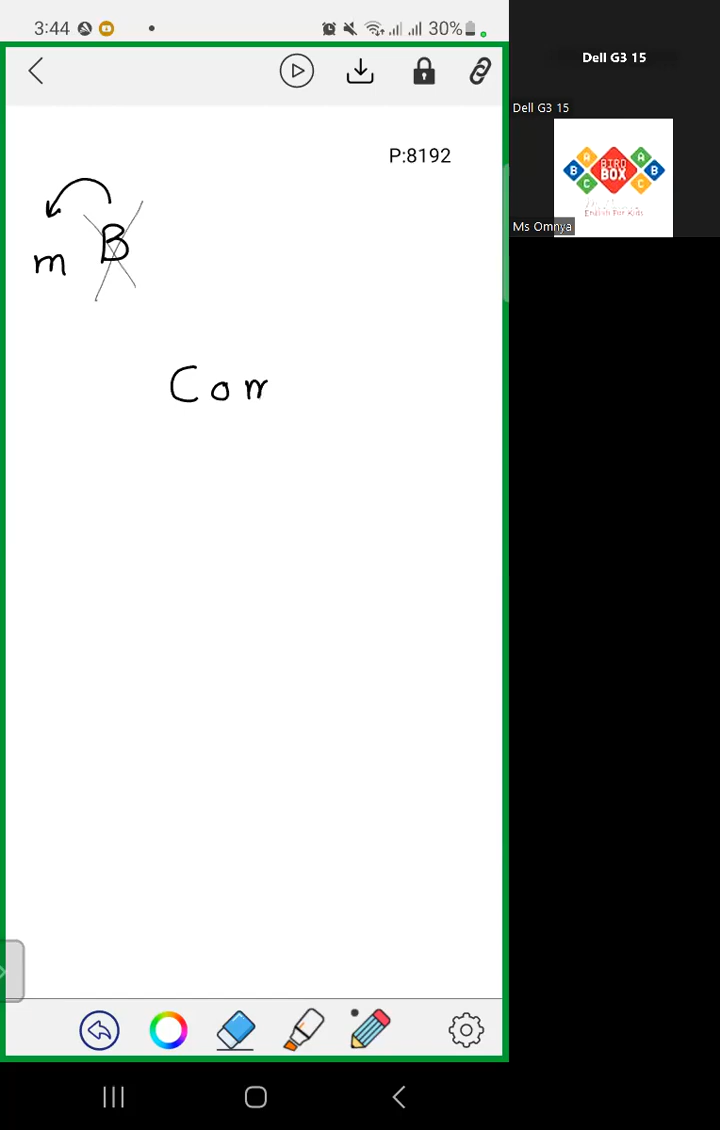 3:44
30%
Dell G3 15
Dell G3 15
P:8192
A A
B BIRD BOX B
C C
English For Kids
Ms Omnya
m B
Com